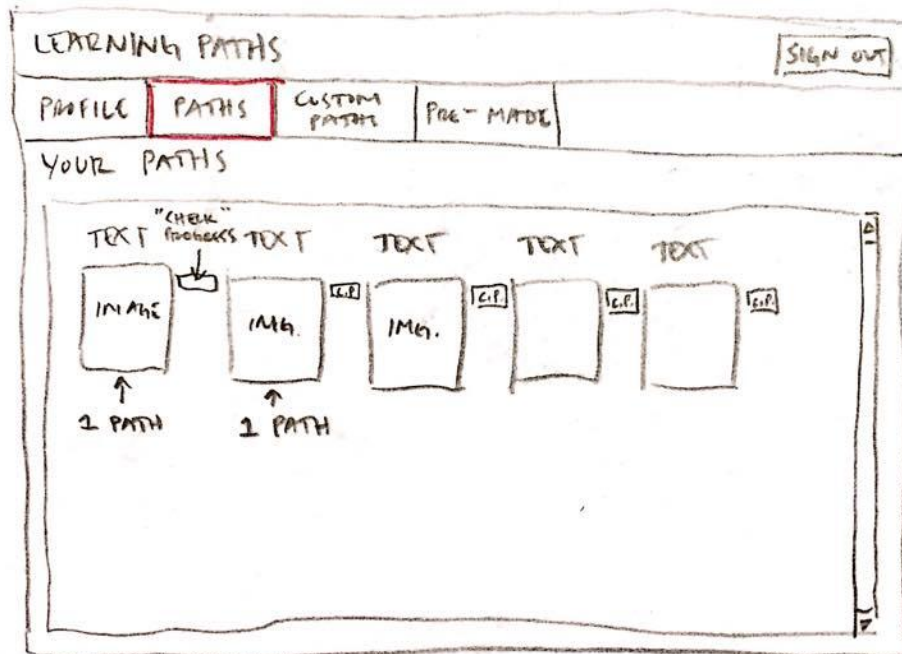 LEARNING PATHS
SIGN OUT
PROFILE PATHS CUSTOM PATHS PRE-MADE
YOUR PATHS
"CHECK"
PROGRESS
TEXT TEXT TEXT TEXT TEXT
IMAGE IMG. IMG.
C.P. C.P. C.P. C.P.
1 PATH 1 PATH